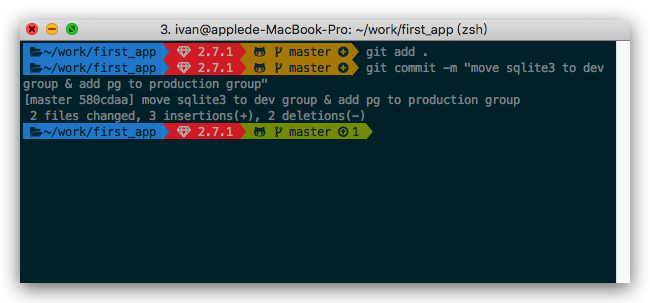 3. ivan@applede-MacBook-Pro: ~/work/first_app (zsh)
~/work/first_app 2.7.1 master git add .
~/work/first_app 2.7.1 master git commit -m "move sqlite3 to dev
group & add pg to production group"
[master 580cdaa] move sqlite3 to dev group & add pg to production group
2 files changed, 3 insertions(+), 2 deletions(-)
~/work/first_app 2.7.1 master 1